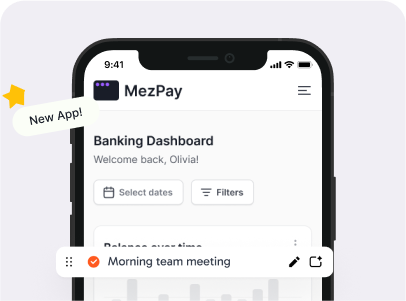 9:41
MezPay
New App!
Banking Dashboard
Welcome back, Olivia!
Select dates
Filters
Balance over time
Morning team meeting